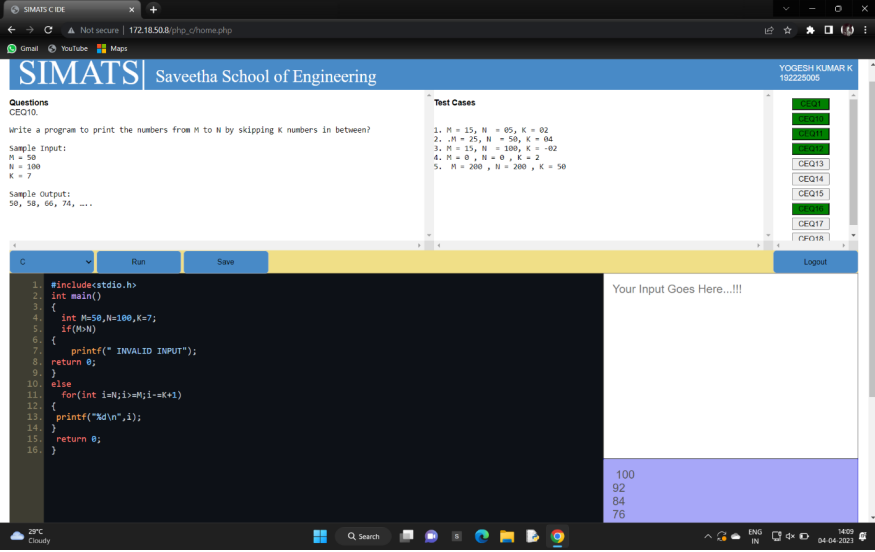 SIMATS C IDE
Not secure | 172.18.50.8/php_c/home.php
Gmail YouTube Maps
SIMATS Saveetha School of Engineering
YOGESH KUMAR K
192225005
Questions
CEQ10.
Write a program to print the numbers from M to N by skipping K numbers in between?
Sample Input:
M = 50
N = 100
K = 7
Sample Output:
50, 58, 66, 74, ....
Test Cases
1. M = 15, N = 05, K = 02
2. .M = 25, N = 50, K = 04
3. M = 15, N = 100, K = -02
4. M = 0 , N = 0 , K = 2
5. M = 200 , N = 200 , K = 50
CEQ1
CEQ10
CEQ11
CEQ12
CEQ13
CEQ14
CEQ15
CEQ16
CEQ17
CEQ18
C Run Save Logout
1. #include<stdio.h>
2. int main()
3. {
4. int M=50,N=100,K=7;
5. if(M>N)
6. {
7. printf(" INVALID INPUT");
8. return 0;
9. }
10. else
11. for(int i=N;i>=M;i-=K+1)
12. {
13. printf("%d\n",i);
14. }
15. return 0;
16. }
Your Input Goes Here...!!!
100
92
84
76
29°C
Cloudy
Search
ENG
IN
14:09
04-04-2023